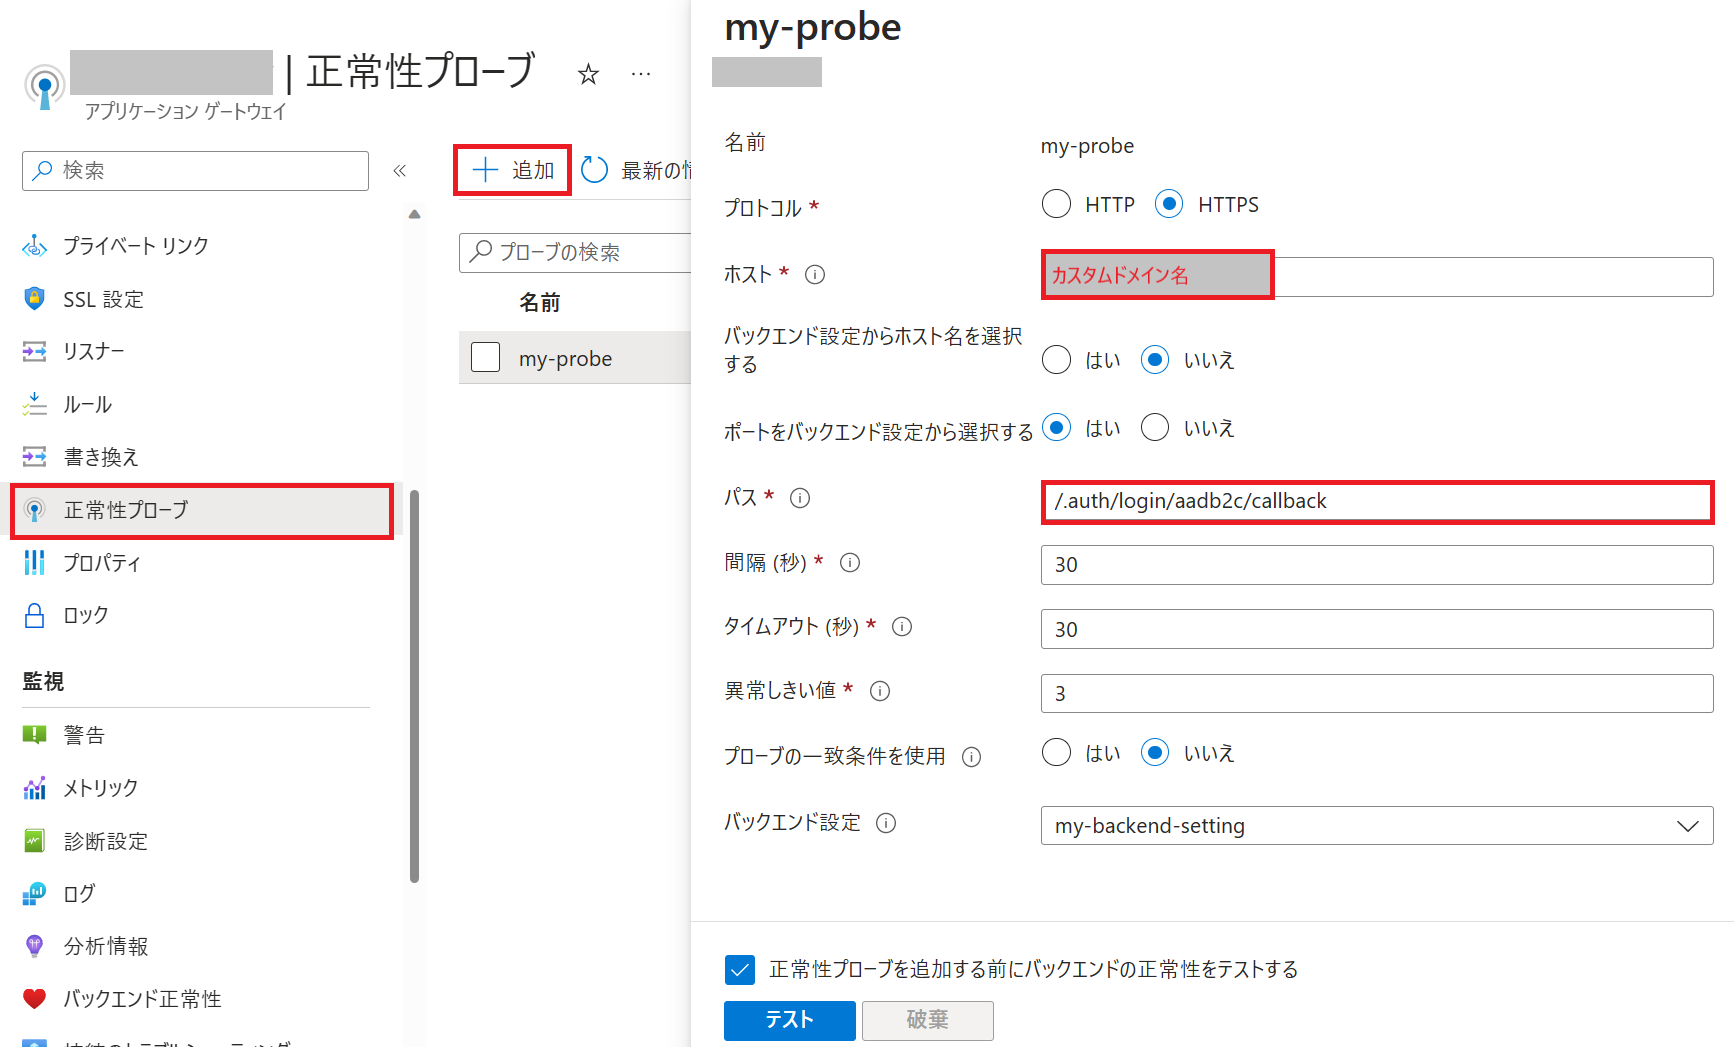 | 正常性プローブ
アプリケーション ゲートウェイ
検索
プライベート リンク
SSL 設定
リスナー
ルール
書き換え
正常性プローブ
プロパティ
ロック
監視
警告
メトリック
診断設定
ログ
分析情報
バックエンド正常性
追加
最新の
プローブの検索
名前
my-probe
my-probe
名前
my-probe
プロトコル *
HTTP
HTTPS
ホスト *
カスタムドメイン名
バックエンド設定からホスト名を選択
する
はい
いいえ
ポートをバックエンド設定から選択する
はい
いいえ
パス *
/.auth/login/aadb2c/callback
間隔 (秒) *
30
タイムアウト (秒) *
30
異常しきい値 *
3
プローブの一致条件を使用
はい
いいえ
バックエンド設定
my-backend-setting
正常性プローブを追加する前にバックエンドの正常性をテストする
テスト
破棄